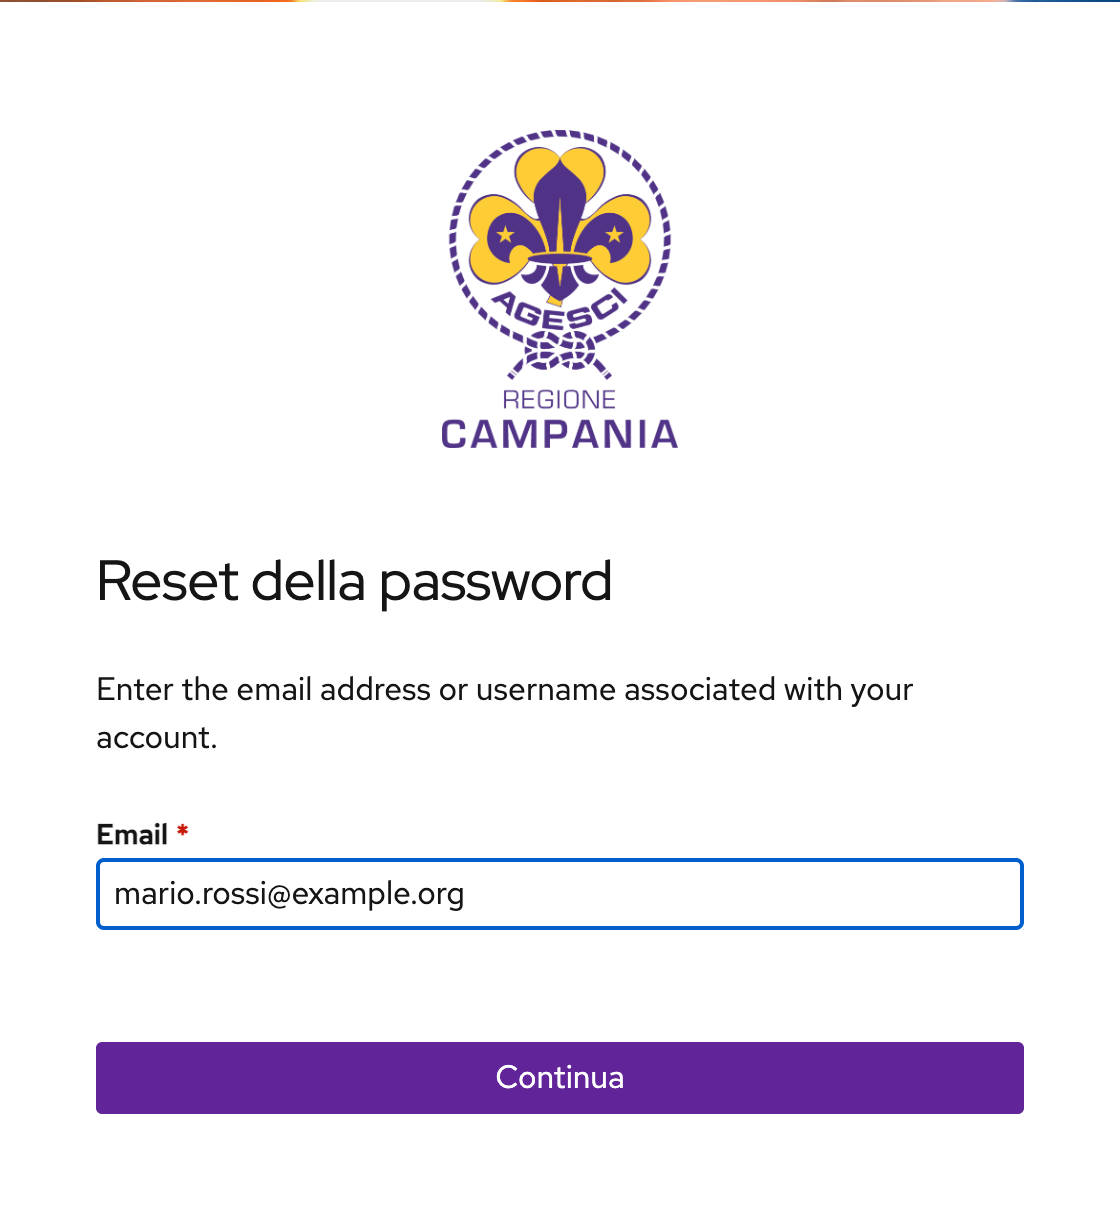 AGESCI
REGIONE
CAMPANIA
Reset della password
Enter the email address or username associated with your
account.
Email *
mario.rossi@example.org
Continua